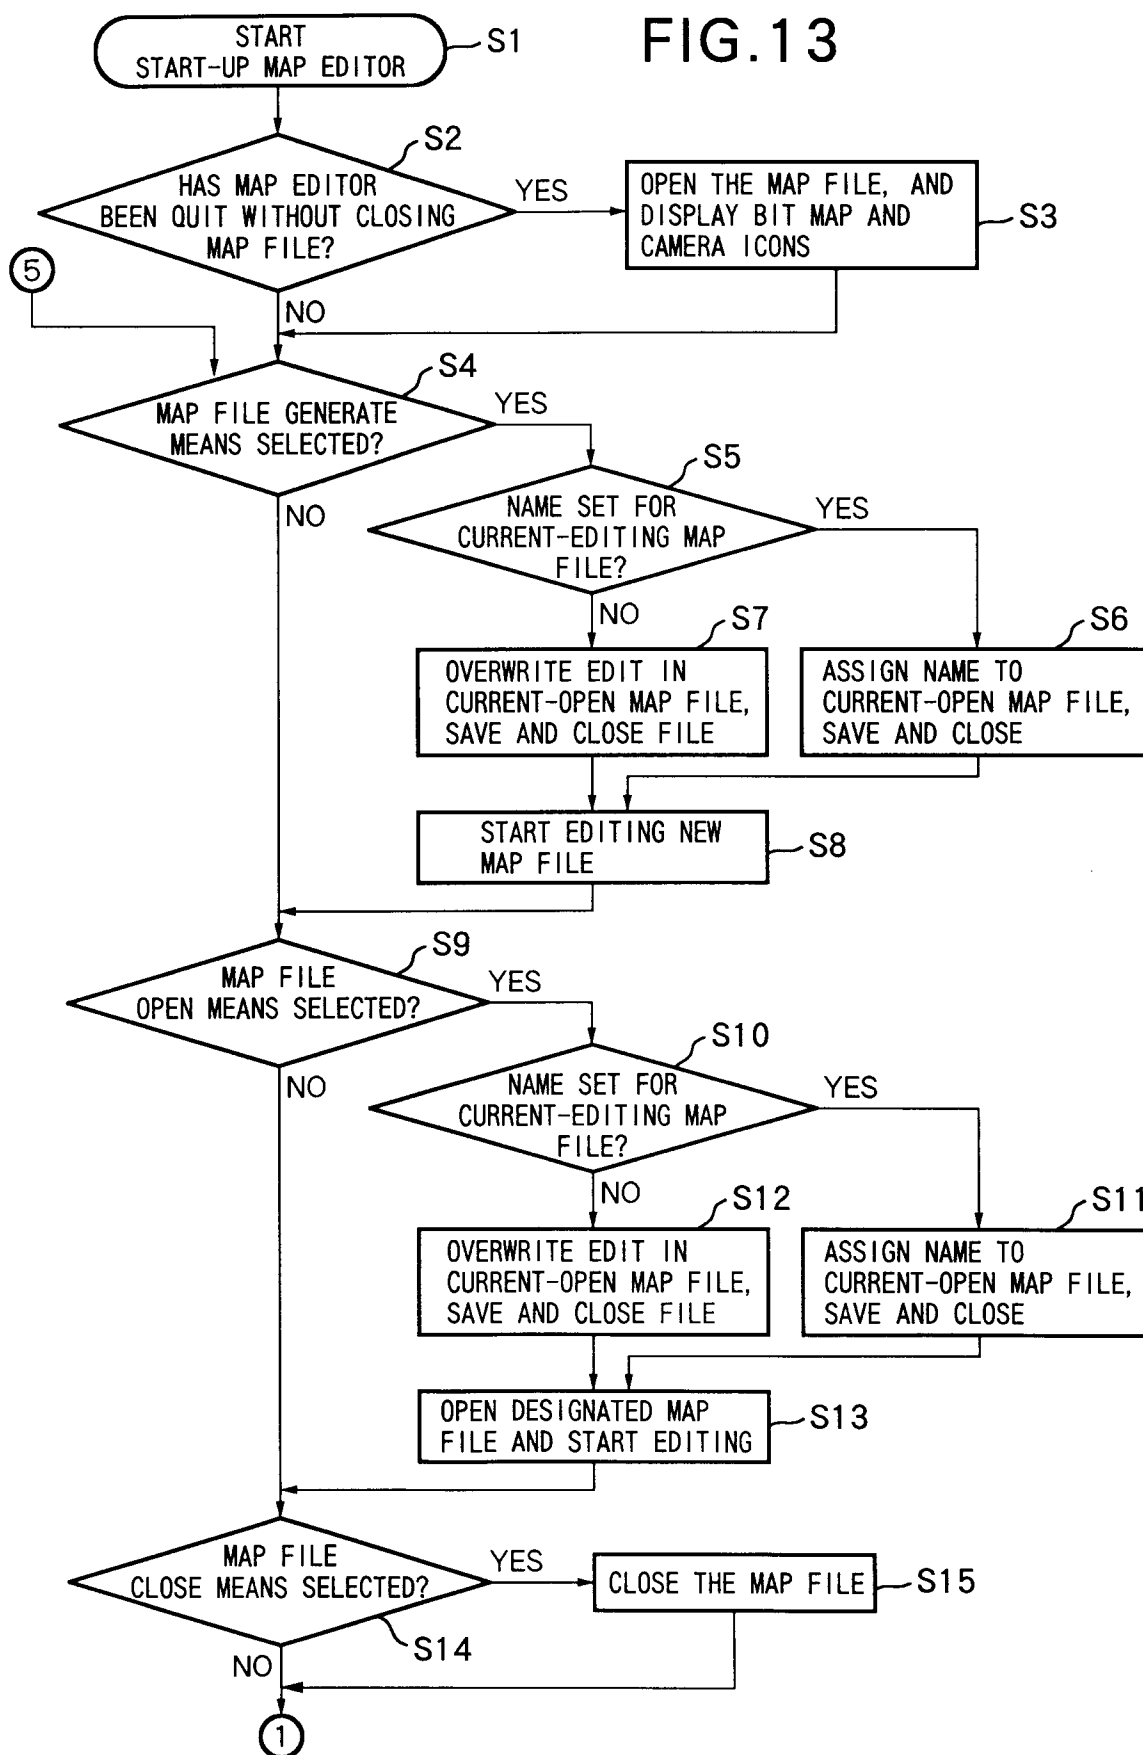 FIG.13
START
START-UP MAP EDITOR
S1
S2
HAS MAP EDITOR
BEEN QUIT WITHOUT CLOSING
MAP FILE?
YES
OPEN THE MAP FILE, AND
DISPLAY BIT MAP AND
CAMERA ICONS
S3
5
NO
S4
MAP FILE GENERATE
MEANS SELECTED?
YES
NO
S5
NAME SET FOR
CURRENT-EDITING MAP
FILE?
YES
NO
S7
OVERWRITE EDIT IN
CURRENT-OPEN MAP FILE,
SAVE AND CLOSE FILE
S6
ASSIGN NAME TO
CURRENT-OPEN MAP FILE,
SAVE AND CLOSE
START EDITING NEW
MAP FILE
S8
S9
MAP FILE
OPEN MEANS SELECTED?
YES
NO
S10
NAME SET FOR
CURRENT-EDITING MAP
FILE?
YES
NO
S12
OVERWRITE EDIT IN
CURRENT-OPEN MAP FILE,
SAVE AND CLOSE FILE
S11
ASSIGN NAME TO
CURRENT-OPEN MAP FILE,
SAVE AND CLOSE
OPEN DESIGNATED MAP
FILE AND START EDITING
S13
MAP FILE
CLOSE MEANS SELECTED?
YES
CLOSE THE MAP FILE
S15
S14
NO
1